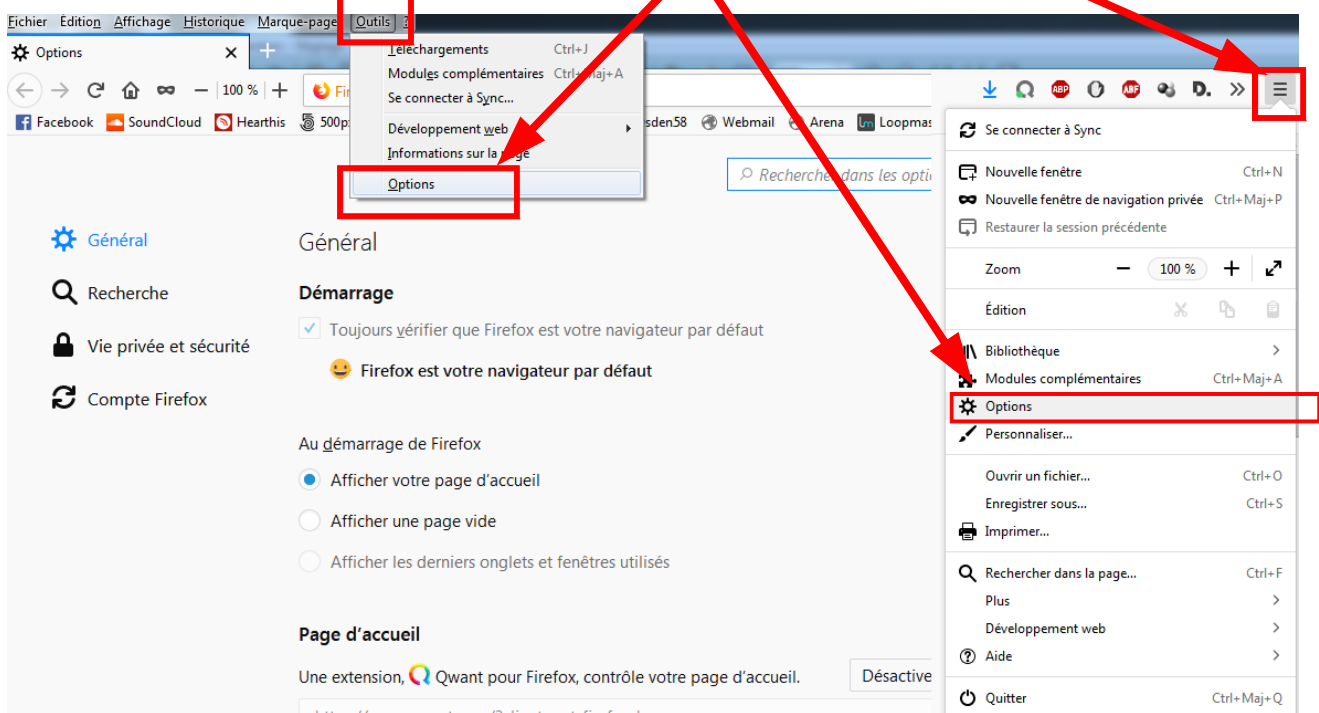 Fichier Édition Affichage Historique Marque-page Outils ?
Options
Téléchargements Ctrl+J
Modules complémentaires Ctrl+Maj+A
Se connecter à Sync...
Développement web
Informations sur la page
Options
100 %
Facebook SoundCloud Hearthis 500p sden58 Webmail Arena Loopmas
ABP ABF D.
Rechercher dans les opti
Général
Recherche
Vie privée et sécurité
Compte Firefox
Général
Démarrage
Toujours vérifier que Firefox est votre navigateur par défaut
Firefox est votre navigateur par défaut
Au démarrage de Firefox
Afficher votre page d'accueil
Afficher une page vide
Afficher les derniers onglets et fenêtres utilisés
Page d'accueil
Une extension, Qwant pour Firefox, contrôle votre page d'accueil. Désactive
Se connecter à Sync
Nouvelle fenêtre Ctrl+N
Nouvelle fenêtre de navigation privée Ctrl+Maj+P
Restaurer la session précédente
Zoom 100 %
Édition
Bibliothèque
Modules complémentaires Ctrl+Maj+A
Options
Personnaliser...
Ouvrir un fichier... Ctrl+O
Enregistrer sous... Ctrl+S
Imprimer...
Rechercher dans la page... Ctrl+F
Plus
Développement web
Aide
Quitter Ctrl+Maj+Q